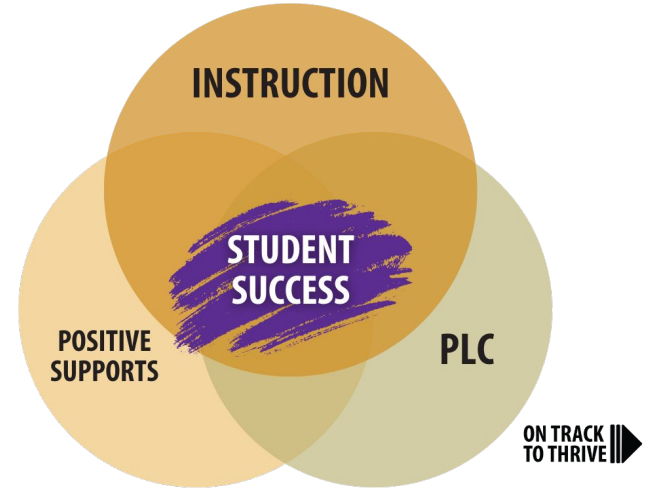 INSTRUCTION
STUDENT
SUCCESS
POSITIVE
SUPPORTS
PLC
ON TRACK
TO THRIVE